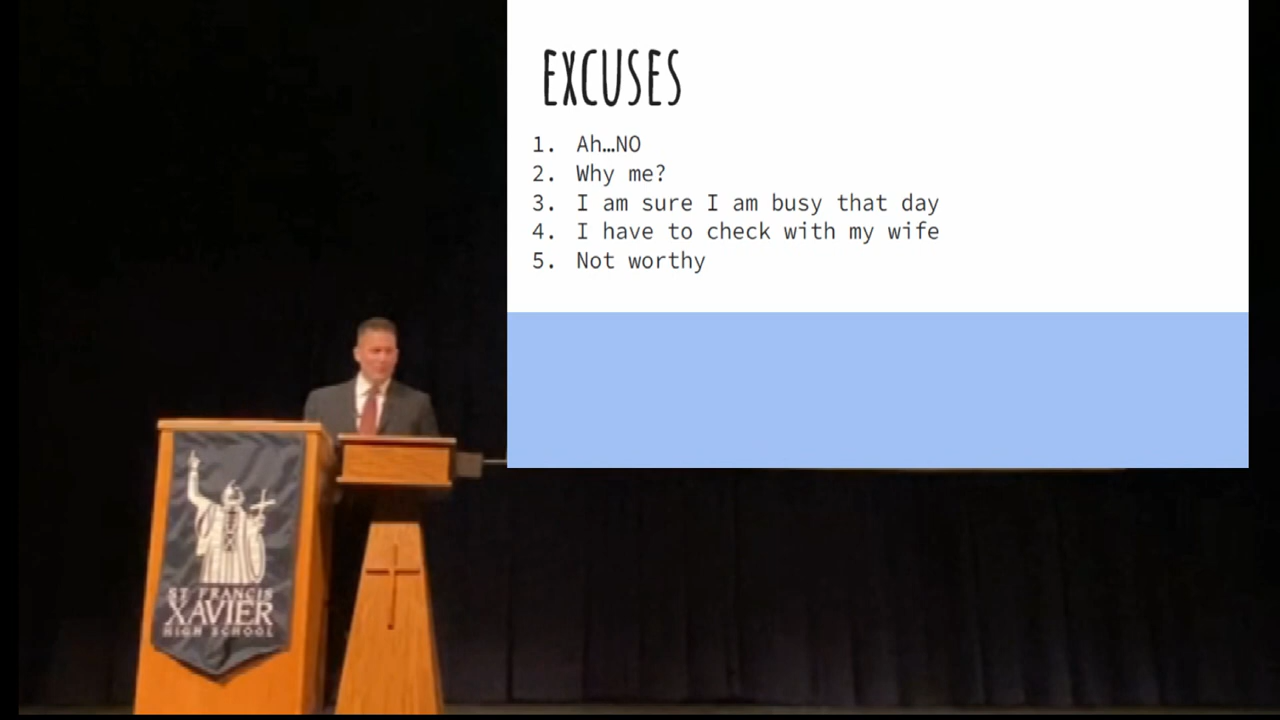 EXCUSES
1. Ah…NO
2. Why me?
3. I am sure I am busy that day
4. I have to check with my wife
5. Not worthy
ST FRANCIS
XAVIER
HIGH SCHOOL